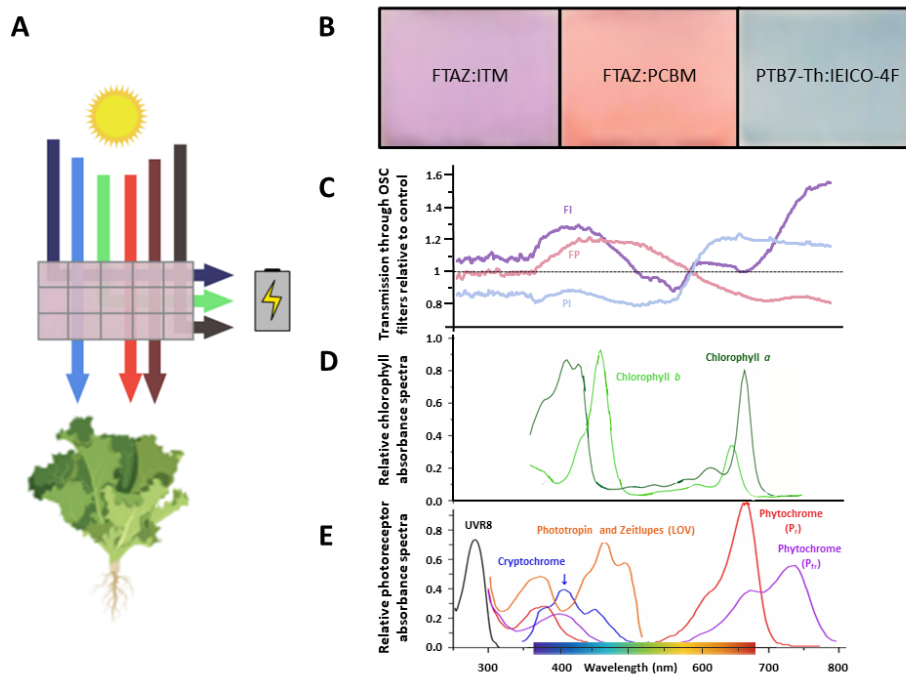 A
B
FTAZ:ITM
FTAZ:PCBM
PTB7-Th:IEICO-4F
C
Transmission through OSC
filters relative to control
1.6
1.4
1.2
1
0.8
FI
FP
PI
D
Relative chlorophyll
absorbance spectra
1.0
0.8
0.6
0.4
0.2
0.0
Chlorophyll a
Chlorophyll b
E
Relative photoreceptor
absorbance spectra
0.8
0.6
0.4
0.2
0.0
UVR8
Phototropin and Zeitlupes (LOV)
Cryptochrome
Phytochrome
(Pr)
Phytochrome
(Pfr)
300
400
Wavelength (nm)
600
700
800